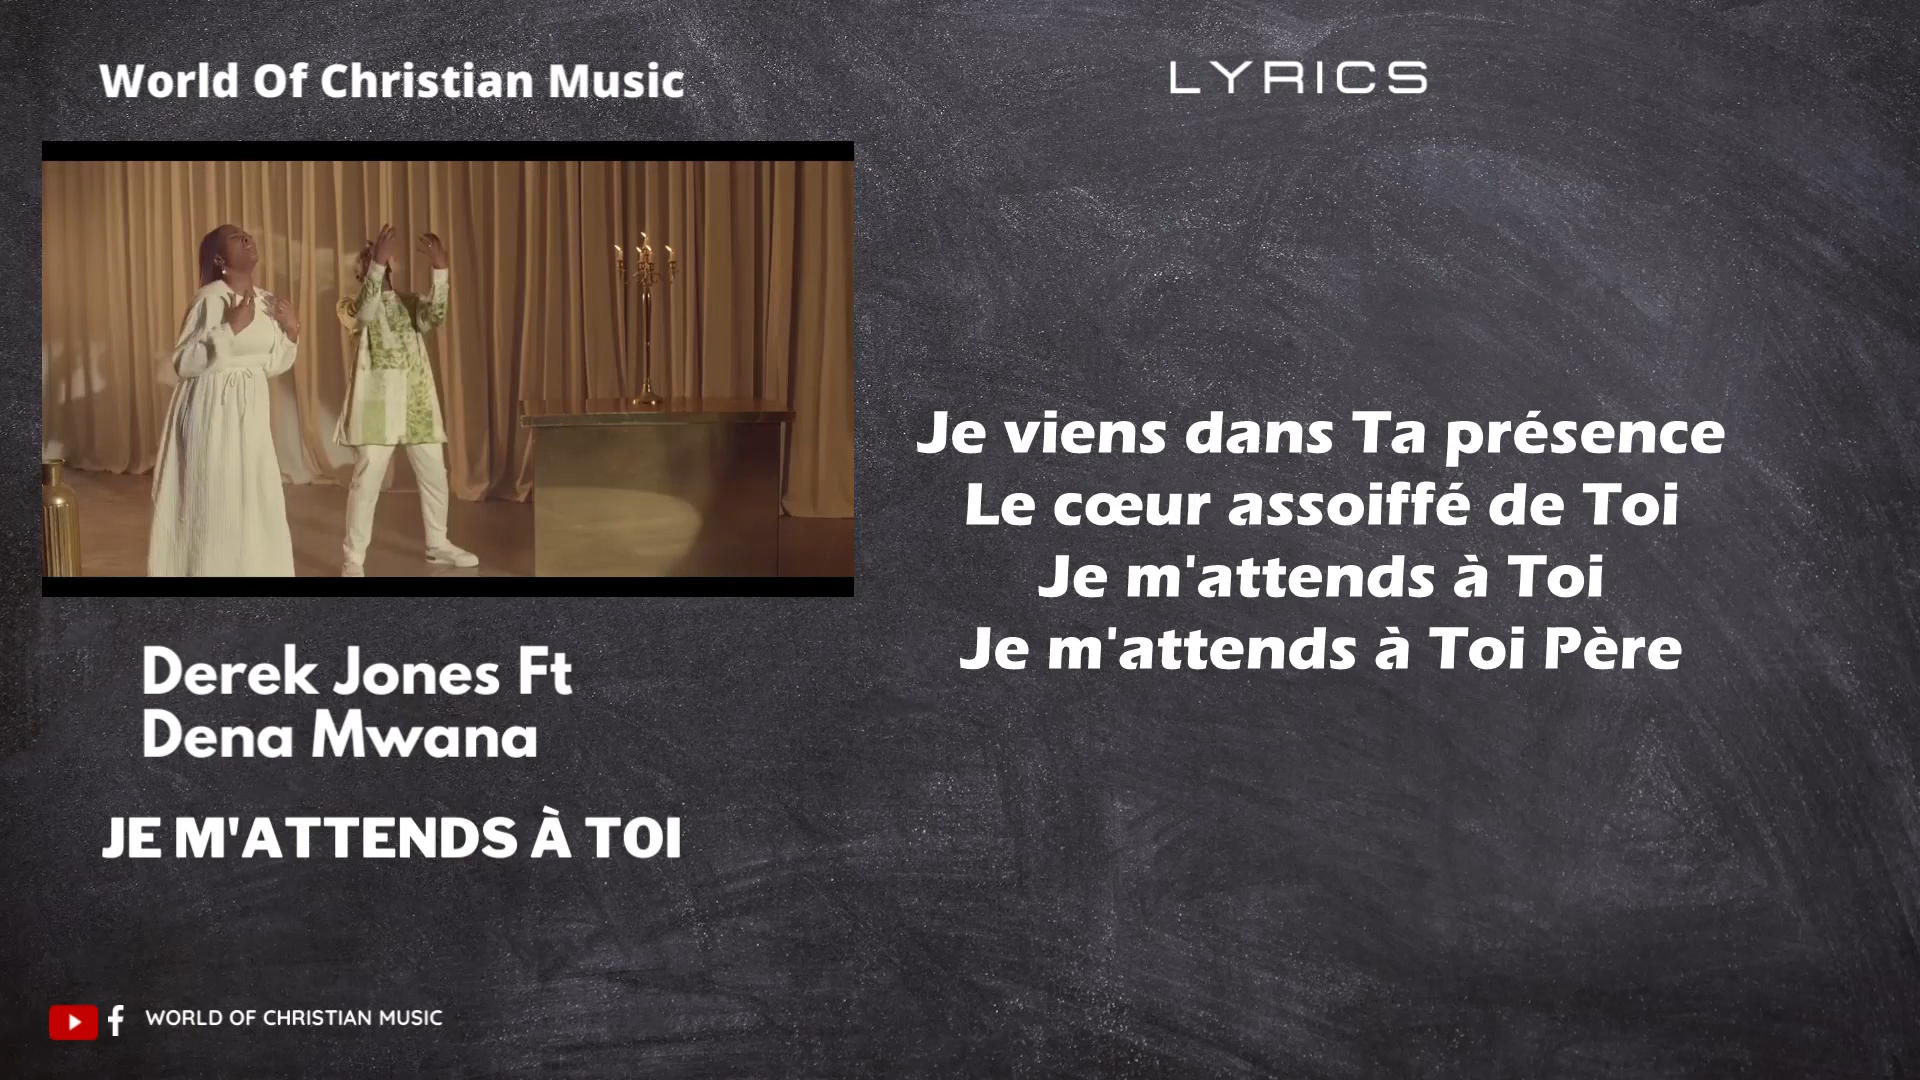 World Of Christian Music
LYRICS
Je viens dans Ta présence
Le cœur assoiffé de Toi
Je m'attends à Toi
Je m'attends à Toi Père
Derek Jones Ft
Dena Mwana
JE M'ATTENDS À TOI
WORLD OF CHRISTIAN MUSIC